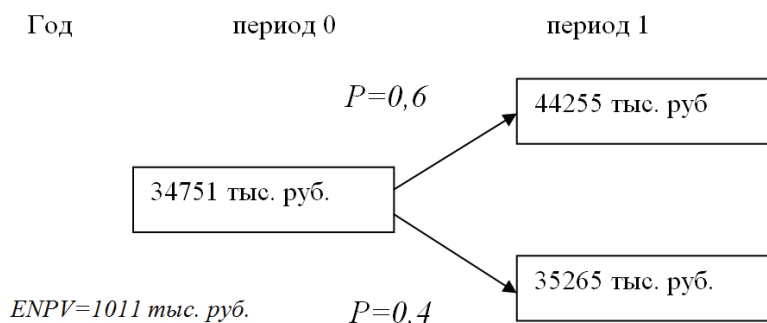 Год период 0 период 1
P=0,6
44255 тыс. руб
34751 тыс. руб.
35265 тыс. руб.
ENPV=1011 тыс. руб.
P=0,4